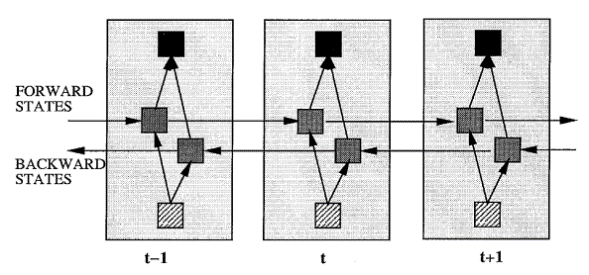 FORWARD
STATES
BACKWARD
STATES
t−1
t
t+1